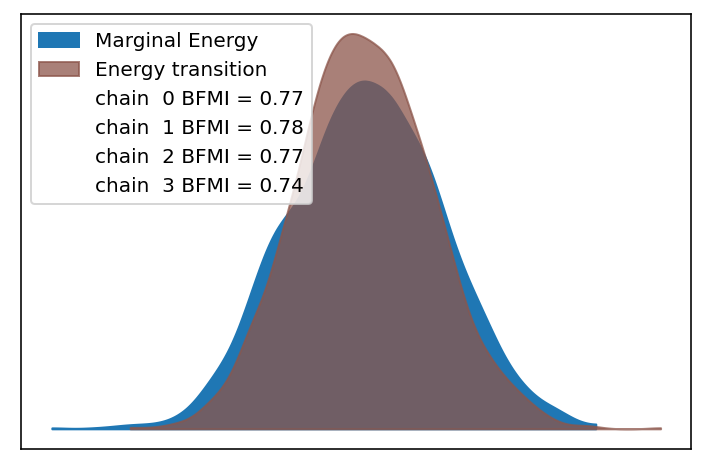 Marginal Energy
Energy transition
chain  0 BFMI = 0.77
chain  1 BFMI = 0.78
chain  2 BFMI = 0.77
chain  3 BFMI = 0.74